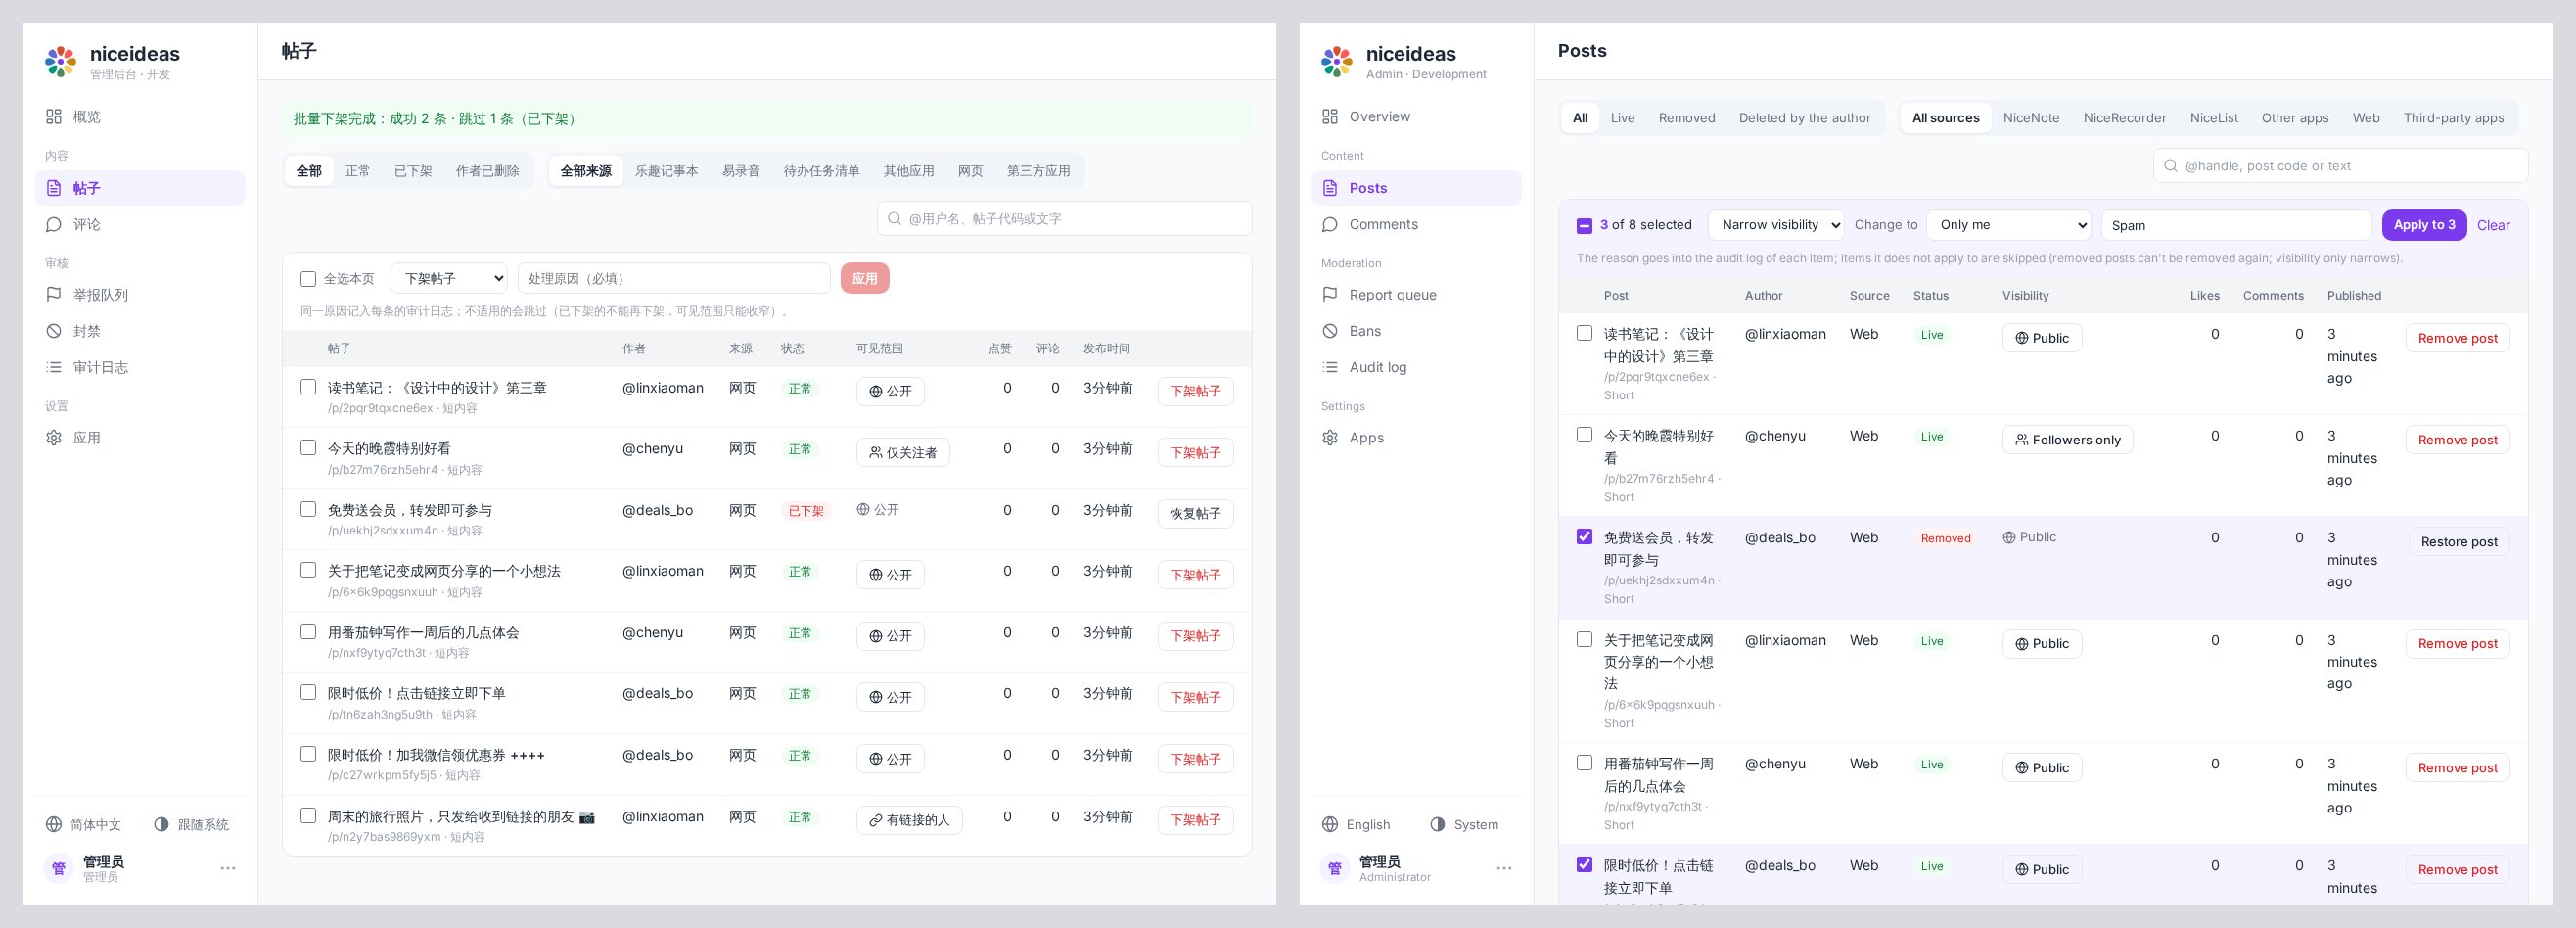 niceideas
管理后台 · 开发
概览
内容
帖子
评论
审核
举报队列
封禁
审计日志
设置
应用
简体中文 跟随系统
管 管理员
管理员
帖子
批量下架完成：成功 2 条 · 跳过 1 条（已下架）
全部 正常 已下架 作者已删除 全部来源 乐趣记事本 易录音 待办任务清单 其他应用 网页 第三方应用
@用户名、帖子代码或文字
全选本页 下架帖子 处理原因（必填） 应用
同一原因记入每条的审计日志；不适用的会跳过（已下架的不能再下架，可见范围只能收窄）。
帖子 作者 来源 状态 可见范围 点赞 评论 发布时间
读书笔记：《设计中的设计》第三章 @linxiaoman 网页 正常 公开 0 0 3分钟前 下架帖子
/p/2pqr9tqxcne6ex · 短内容
今天的晚霞特别好看 @chenyu 网页 正常 仅关注者 0 0 3分钟前 下架帖子
/p/b27m76rzh5ehr4 · 短内容
免费送会员，转发即可参与 @deals_bo 网页 已下架 公开 0 0 3分钟前 恢复帖子
/p/uekhj2sdxxum4n · 短内容
关于把笔记变成网页分享的一个小想法 @linxiaoman 网页 正常 公开 0 0 3分钟前 下架帖子
/p/6×6k9pqgsnxuuh · 短内容
用番茄钟写作一周后的几点体会 @chenyu 网页 正常 公开 0 0 3分钟前 下架帖子
/p/nxf9ytyq7cth3t · 短内容
限时低价！点击链接立即下单 @deals_bo 网页 正常 公开 0 0 3分钟前 下架帖子
/p/tn6zah3ng5u9th · 短内容
限时低价！加我微信领优惠券 ++++ @deals_bo 网页 正常 公开 0 0 3分钟前 下架帖子
/p/c27wrkpm5fy5j5 · 短内容
周末的旅行照片，只发给收到链接的朋友 📷 @linxiaoman 网页 正常 有链接的人 0 0 3分钟前 下架帖子
/p/n2y7bas9869yxm · 短内容
niceideas
Admin · Development
Overview
Content
Posts
Comments
Moderation
Report queue
Bans
Audit log
Settings
Apps
English System
管 管理员
Administrator
Posts
All Live Removed Deleted by the author All sources NiceNote NiceRecorder NiceList Other apps Web Third-party apps
@handle, post code or text
3 of 8 selected Narrow visibility Change to Only me Spam Apply to 3 Clear
The reason goes into the audit log of each item; items it does not apply to are skipped (removed posts can't be removed again; visibility only narrows).
Post Author Source Status Visibility Likes Comments Published
读书笔记：《设计 @linxiaoman Web Live Public 0 0 3 Remove post
中的设计》第三章 minutes
/p/2pqr9tqxcne6ex · ago
Short
今天的晚霞特别好 @chenyu Web Live Followers only 0 0 3 Remove post
看 minutes
/p/b27m76rzh5ehr4 · ago
Short
免费送会员，转发 @deals_bo Web Removed Public 0 0 3 Restore post
即可参与 minutes
/p/uekhj2sdxxum4n · ago
Short
关于把笔记变成网 @linxiaoman Web Live Public 0 0 3 Remove post
页分享的一个小想 minutes
法 ago
/p/6×6k9pqgsnxuuh ·
Short
用番茄钟写作一周 @chenyu Web Live Public 0 0 3 Remove post
后的几点体会 minutes
/p/nxf9ytyq7cth3t · ago
Short
限时低价！点击链 @deals_bo Web Live Public 0 0 3 Remove post
接立即下单 minutes